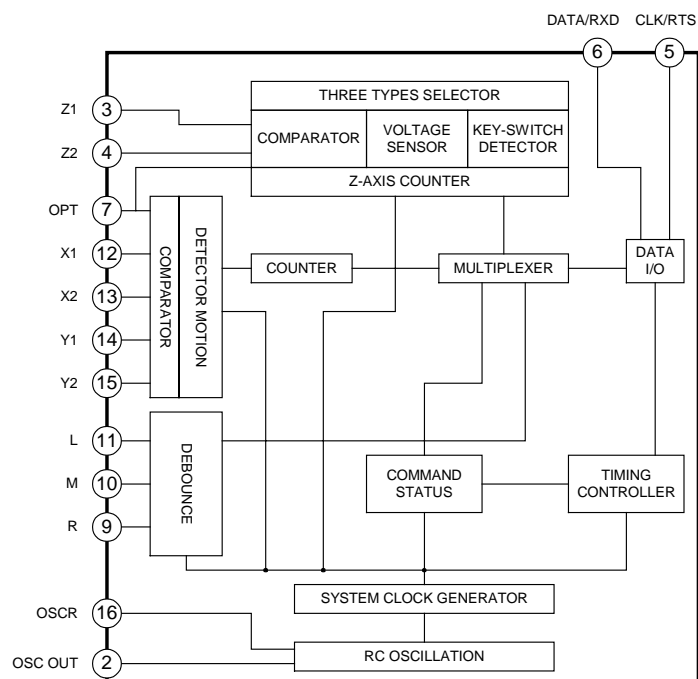 DATA/RXD CLK/RTS
6 5
THREE TYPES SELECTOR
Z1 3
COMPARATOR
VOLTAGE
SENSOR
KEY-SWITCH
DETECTOR
Z2 4
Z-AXIS COUNTER
OPT 7
COMPARATOR
DETECTOR MOTION
X1 12
COUNTER
MULTIPLEXER
DATA
I/O
X2 13
Y1 14
Y2 15
L 11
DEBOUNCE
M 10
COMMAND
STATUS
TIMING
CONTROLLER
R 9
SYSTEM CLOCK GENERATOR
OSCR 16
RC OSCILLATION
OSC OUT 2